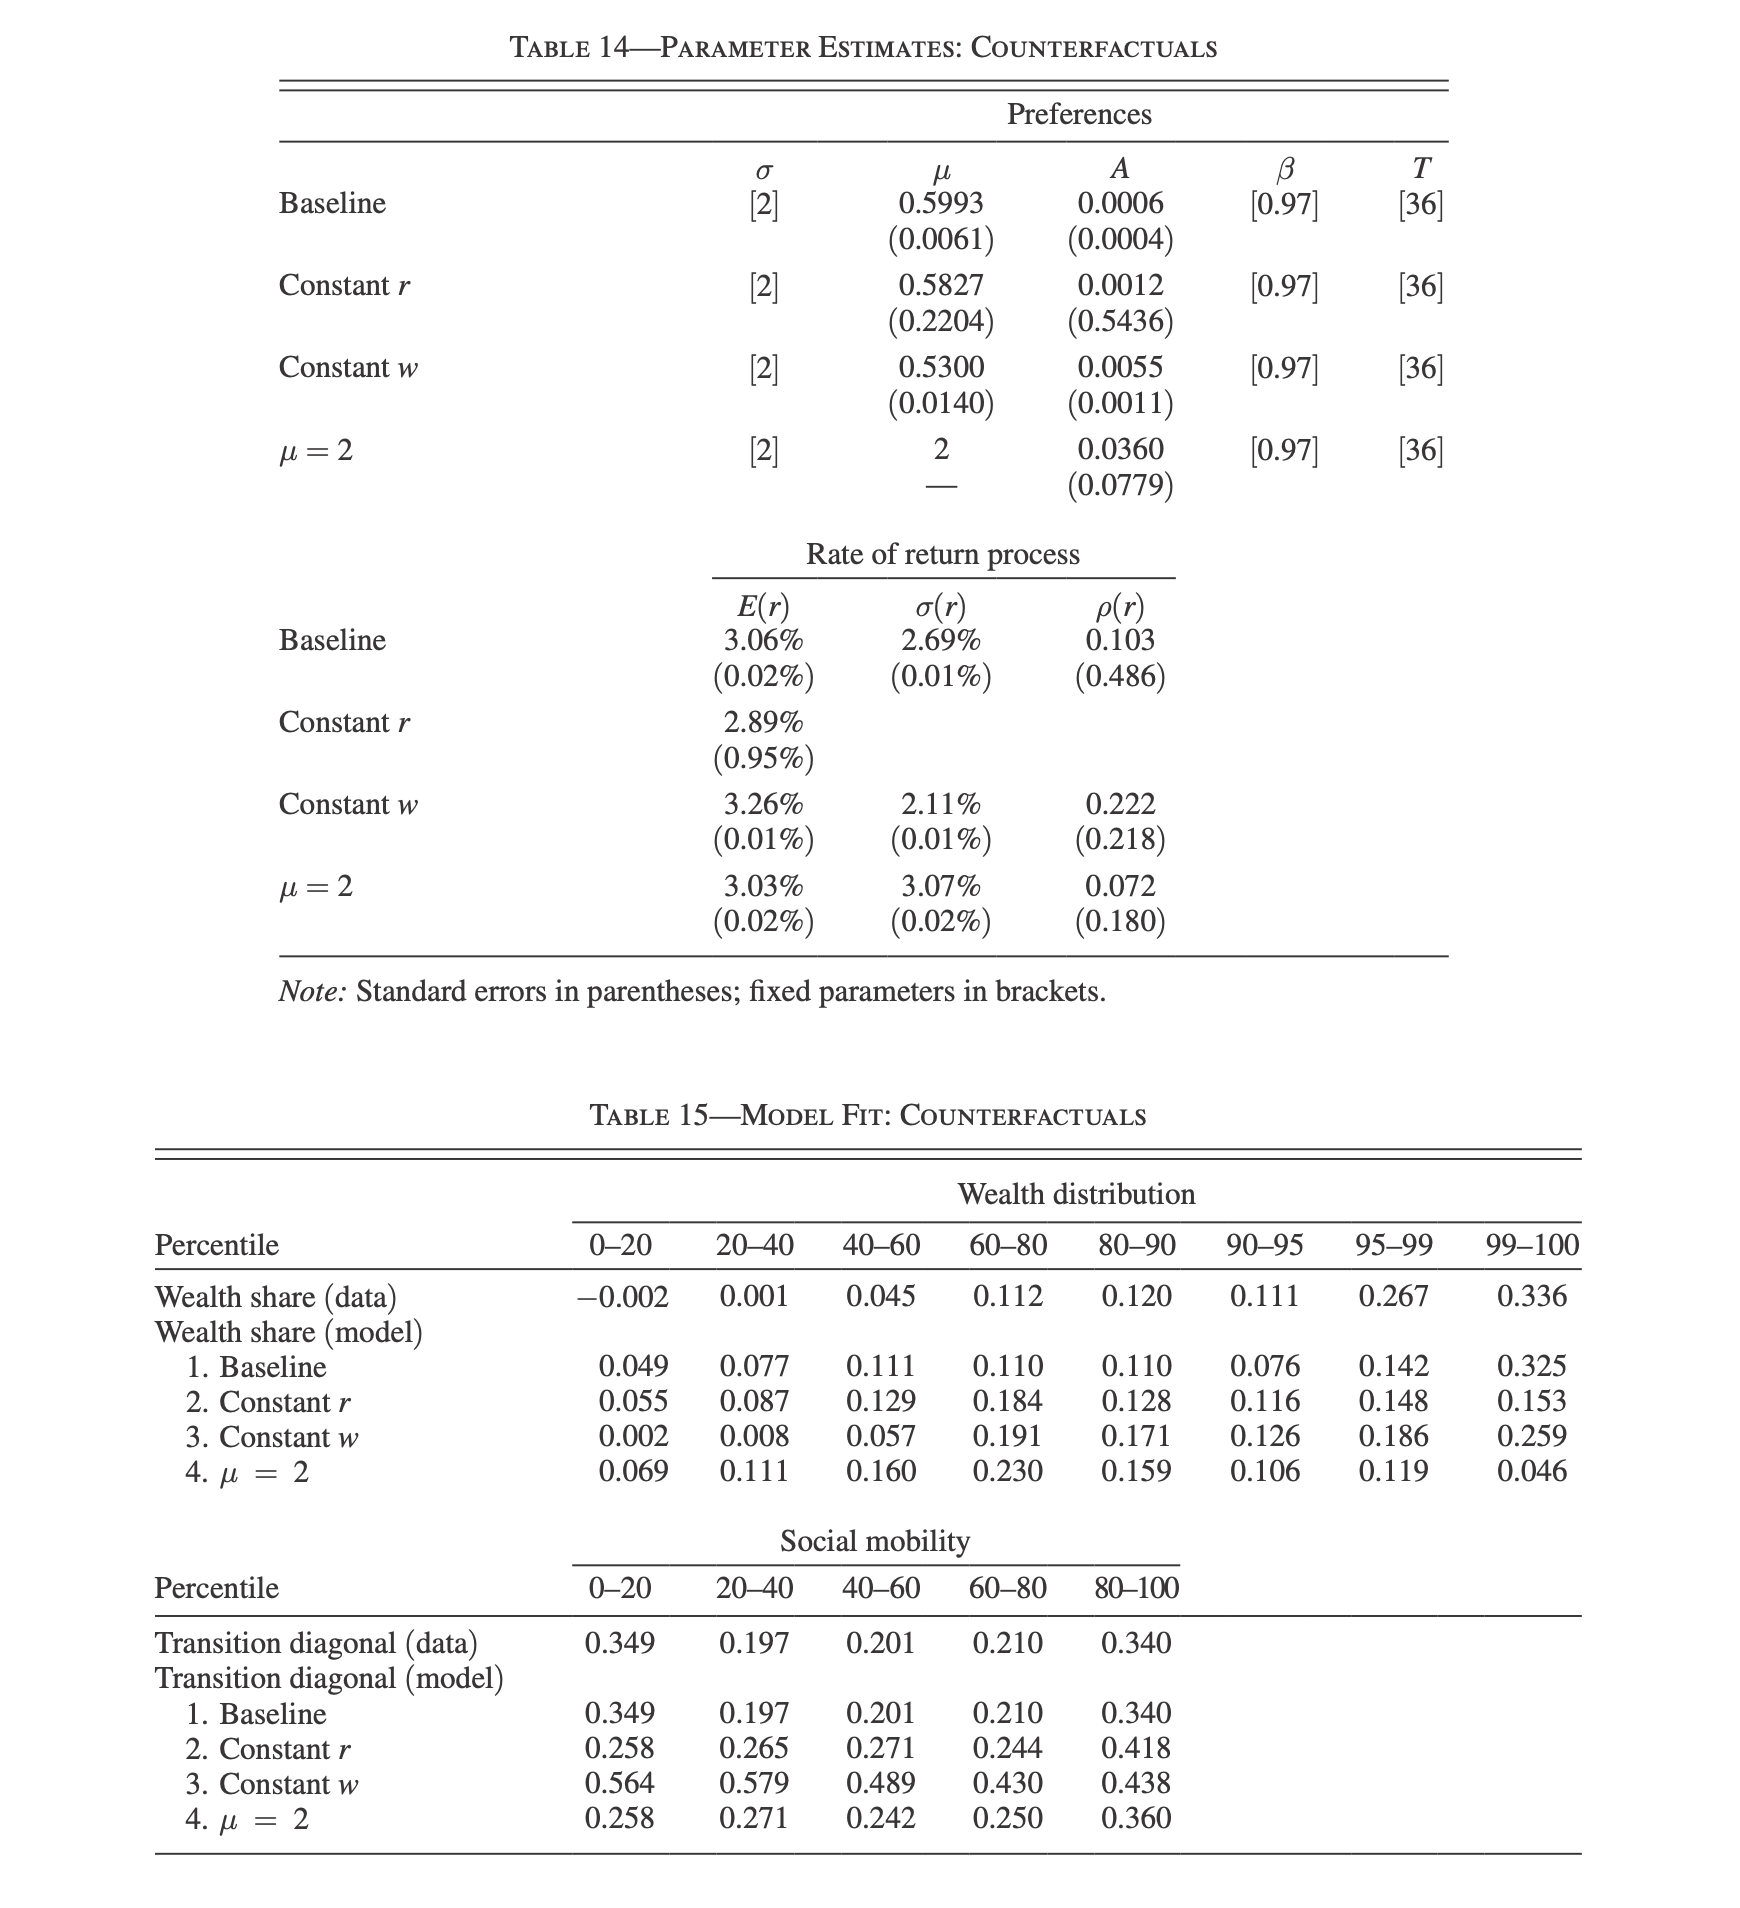 TABLE 14—PARAMETER ESTIMATES: COUNTERFACTUALS
Preferences
σ μ A β T
Baseline [2] 0.5993 0.0006 [0.97] [36]
(0.0061) (0.0004)
Constant r [2] 0.5827 0.0012 [0.97] [36]
(0.2204) (0.5436)
Constant w [2] 0.5300 0.0055 [0.97] [36]
(0.0140) (0.0011)
μ = 2 [2] 2 0.0360 [0.97] [36]
— (0.0779)
Rate of return process
E(r) σ(r) ρ(r)
Baseline 3.06% 2.69% 0.103
(0.02%) (0.01%) (0.486)
Constant r 2.89%
(0.95%)
Constant w 3.26% 2.11% 0.222
(0.01%) (0.01%) (0.218)
μ = 2 3.03% 3.07% 0.072
(0.02%) (0.02%) (0.180)
Note: Standard errors in parentheses; fixed parameters in brackets.
TABLE 15—MODEL FIT: COUNTERFACTUALS
Wealth distribution
Percentile 0–20 20–40 40–60 60–80 80–90 90–95 95–99 99–100
Wealth share (data) −0.002 0.001 0.045 0.112 0.120 0.111 0.267 0.336
Wealth share (model)
1. Baseline 0.049 0.077 0.111 0.110 0.110 0.076 0.142 0.325
2. Constant r 0.055 0.087 0.129 0.184 0.128 0.116 0.148 0.153
3. Constant w 0.002 0.008 0.057 0.191 0.171 0.126 0.186 0.259
4. μ = 2 0.069 0.111 0.160 0.230 0.159 0.106 0.119 0.046
Social mobility
Percentile 0–20 20–40 40–60 60–80 80–100
Transition diagonal (data) 0.349 0.197 0.201 0.210 0.340
Transition diagonal (model)
1. Baseline 0.349 0.197 0.201 0.210 0.340
2. Constant r 0.258 0.265 0.271 0.244 0.418
3. Constant w 0.564 0.579 0.489 0.430 0.438
4. μ = 2 0.258 0.271 0.242 0.250 0.360